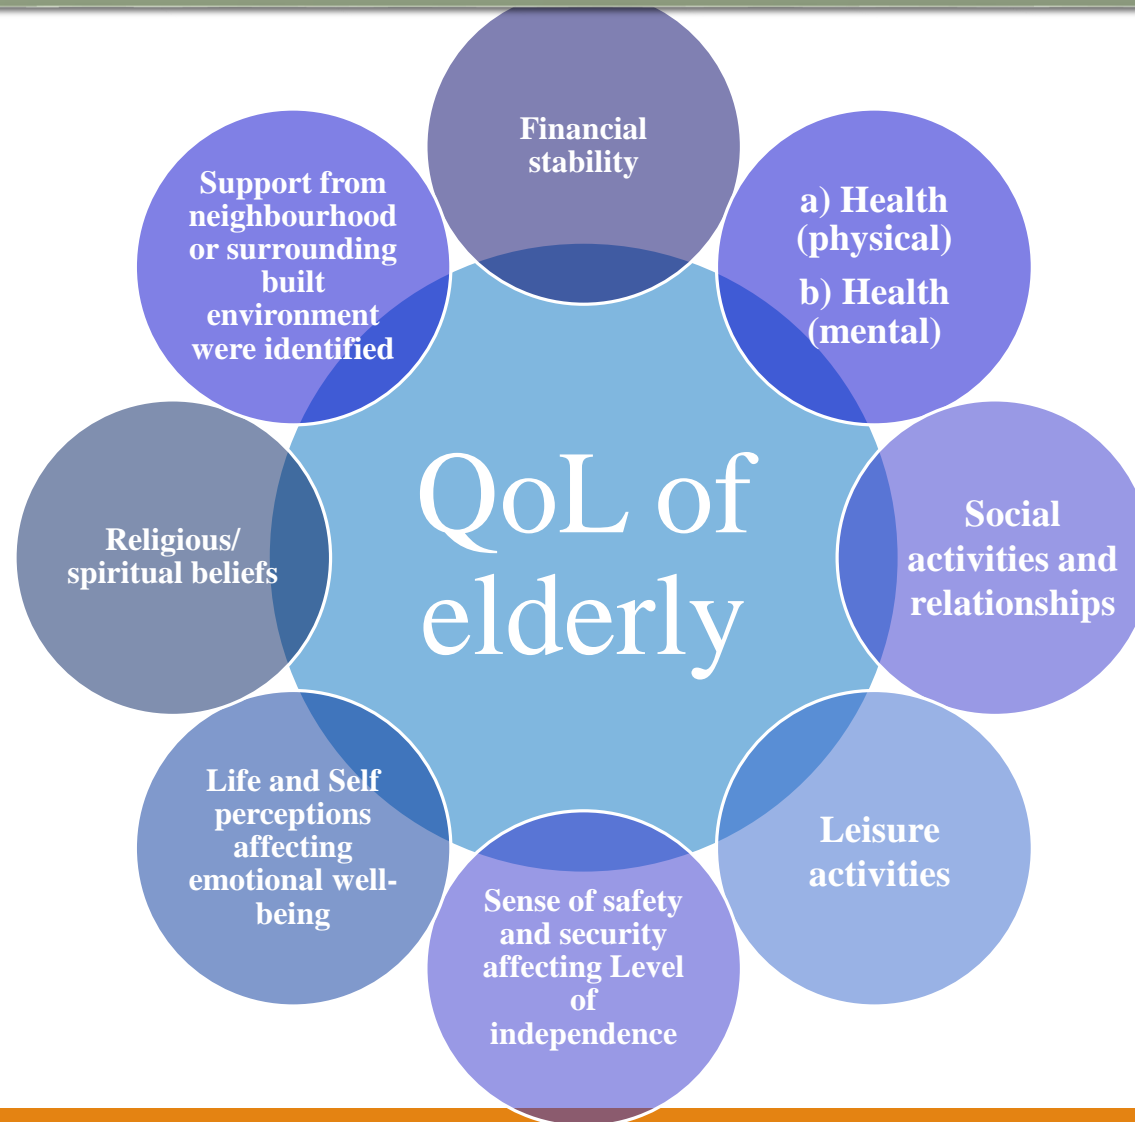 Financial
stability
a) Health
(physical)
b) Health
(mental)
Social
activities and
relationships
Leisure
activities
Sense of safety
and security
affecting Level
of
independence
Life and Self
perceptions
affecting
emotional well-
being
Religious/
spiritual beliefs
Support from
neighbourhood
or surrounding
built
environment
were identified
QoL of
elderly